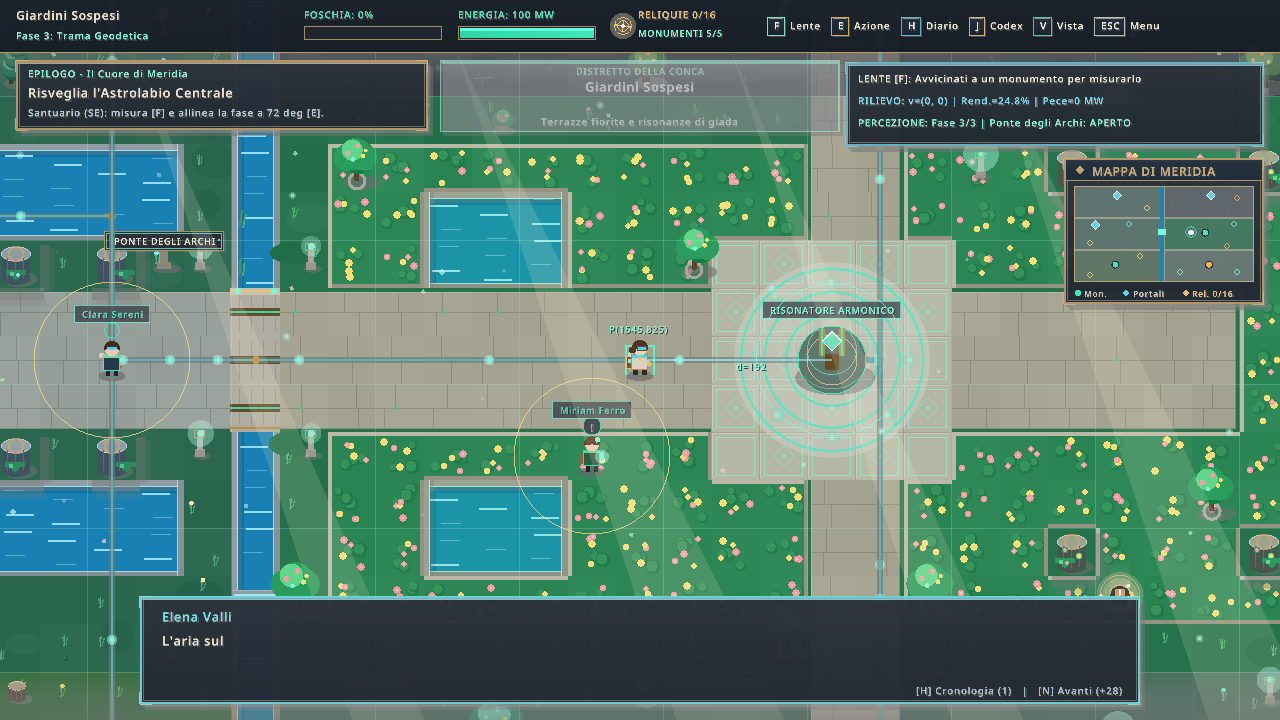 Giardini Sospesi
Fase 3: Trama Geodetica
FOSCHIA: 0%
ENERGIA: 100 MW
RELIQUIE 0/16
MONUMENTI 5/5
F Lente
E Azione
H Diario
J Codex
V Vista
ESC Menu
EPILOGO - Il Cuore di Meridia
Risveglia l'Astrolabio Centrale
Santuario (SE): misura [F] e allinea la fase a 72 deg [E].
DISTRETTO DELLA CONCA
Giardini Sospesi
Terrazze fiorite e risonanze di giada
LENTE [F]: Avvicinati a un monumento per misurarlo
RILIEVO: v=(0, 0) | Rend.=24.8% | Pece=0 MW
PERCEZIONE: Fase 3/3 | Ponte degli Archi: APERTO
MAPPA DI MERIDIA
Mon.
Portali
Rel. 0/16
PONTE DEGLI ARCHI
Clara Sereni
P(1545,825)
RISONATORE ARMONICO
d=192
Miriam Ferro
Elena Valli
L'aria sul
[H] Cronologia (1) | [N] Avanti (+28)